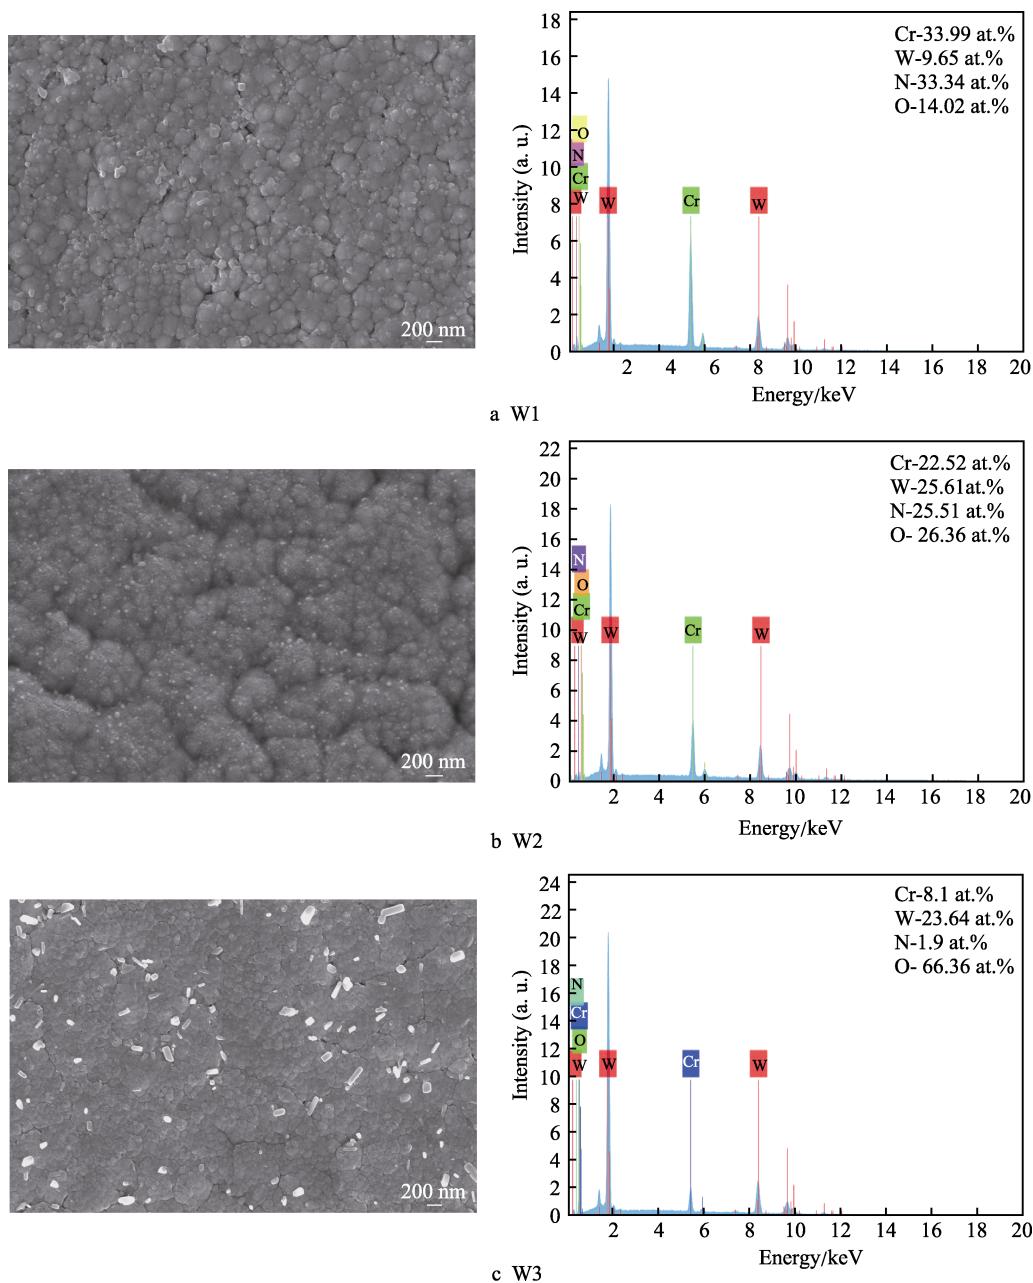 200 nm
18
16
14
12
10
8
6
4
2
0
Intensity (a. u.)
Cr-33.99 at.%
W-9.65 at.%
N-33.34 at.%
O-14.02 at.%
O
N
Cr
W
W
Cr
W
2 4 6 8 10 12 14 16 18 20
Energy/keV
a W1
200 nm
22
20
18
16
14
12
10
8
6
4
2
0
Intensity (a. u.)
Cr-22.52 at.%
W-25.61at.%
N-25.51 at.%
O- 26.36 at.%
N
O
Cr
W
W
Cr
W
2 4 6 8 10 12 14 16 18 20
Energy/keV
b W2
200 nm
24
22
20
18
16
14
12
10
8
6
4
2
0
Intensity (a. u.)
Cr-8.1 at.%
W-23.64 at.%
N-1.9 at.%
O- 66.36 at.%
N
Cr
O
W
W
Cr
W
2 4 6 8 10 12 14 16 18 20
Energy/keV
c W3